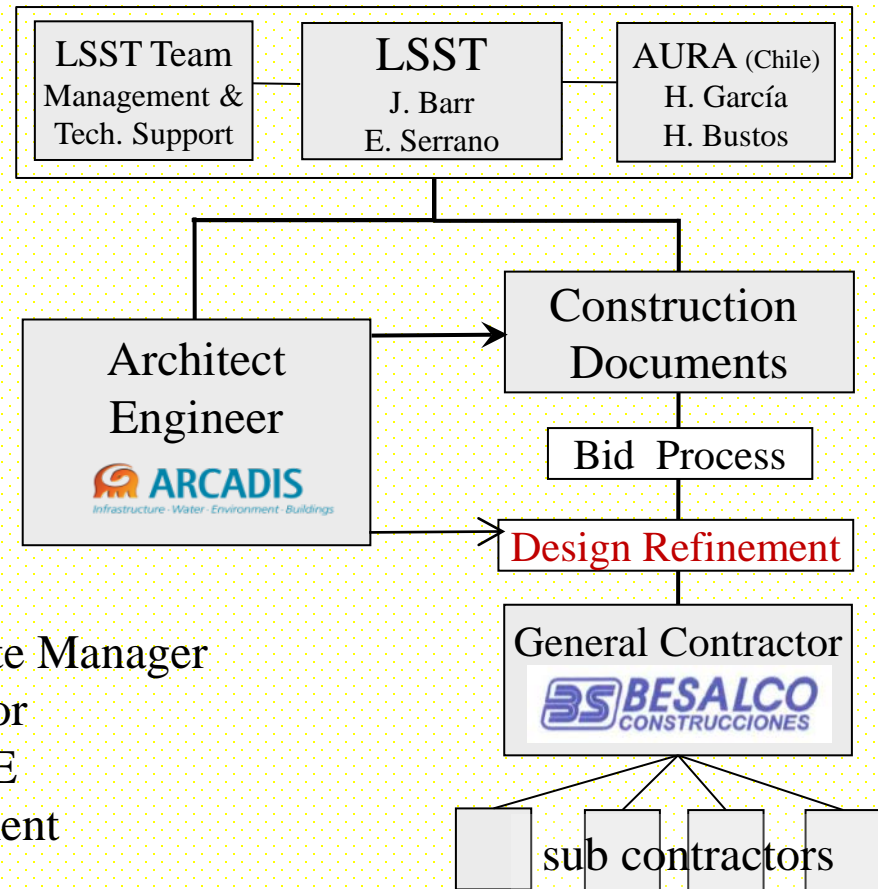 LSST Team
Management &
Tech. Support
LSST
J. Barr
E. Serrano
AURA (Chile)
H. García
H. Bustos
Architect
Engineer
ARCADIS
Infrastructure · Water · Environment · Buildings
Construction
Documents
Bid Process
Design Refinement
General Contractor
BS BESALCO
CONSTRUCCIONES
sub contractors
te Manager
or
E
ent